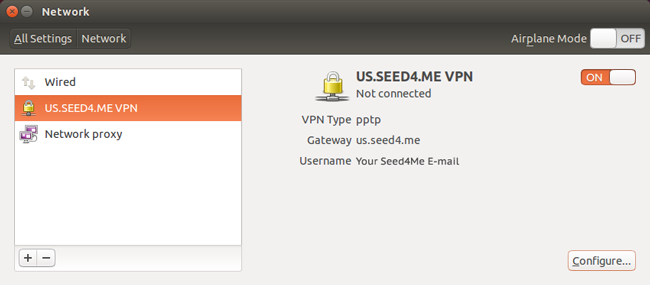 Network
All Settings Network Airplane Mode OFF
Wired
US.SEED4.ME VPN
Network proxy
US.SEED4.ME VPN ON
Not connected
VPN Type pptp
Gateway us.seed4.me
Username Your Seed4Me E-mail
+ −
Configure...